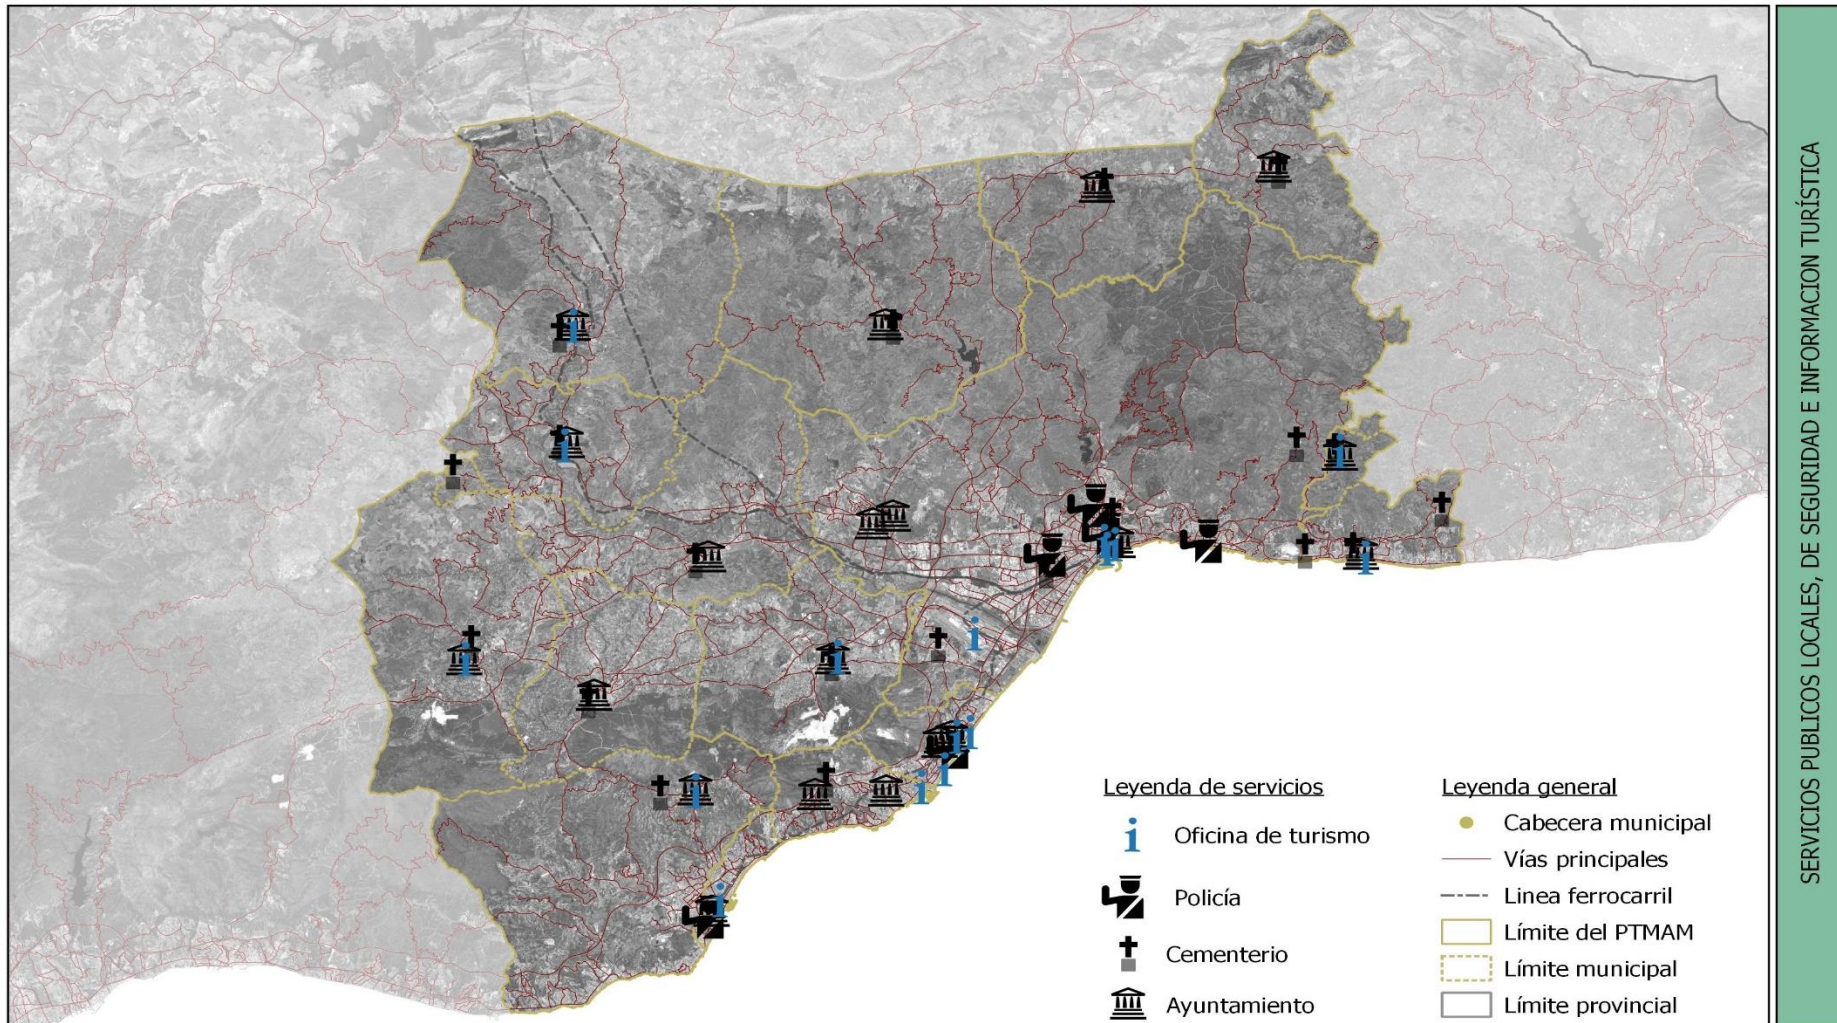 SERVICIOS PUBLICOS LOCALES, DE SEGURIDAD E INFORMACION TURÍSTICA
Leyenda de servicios
Oficina de turismo
Policía
Cementerio
Ayuntamiento
Leyenda general
Cabecera municipal
Vías principales
Linea ferrocarril
Límite del PTMAM
Límite municipal
Límite provincial